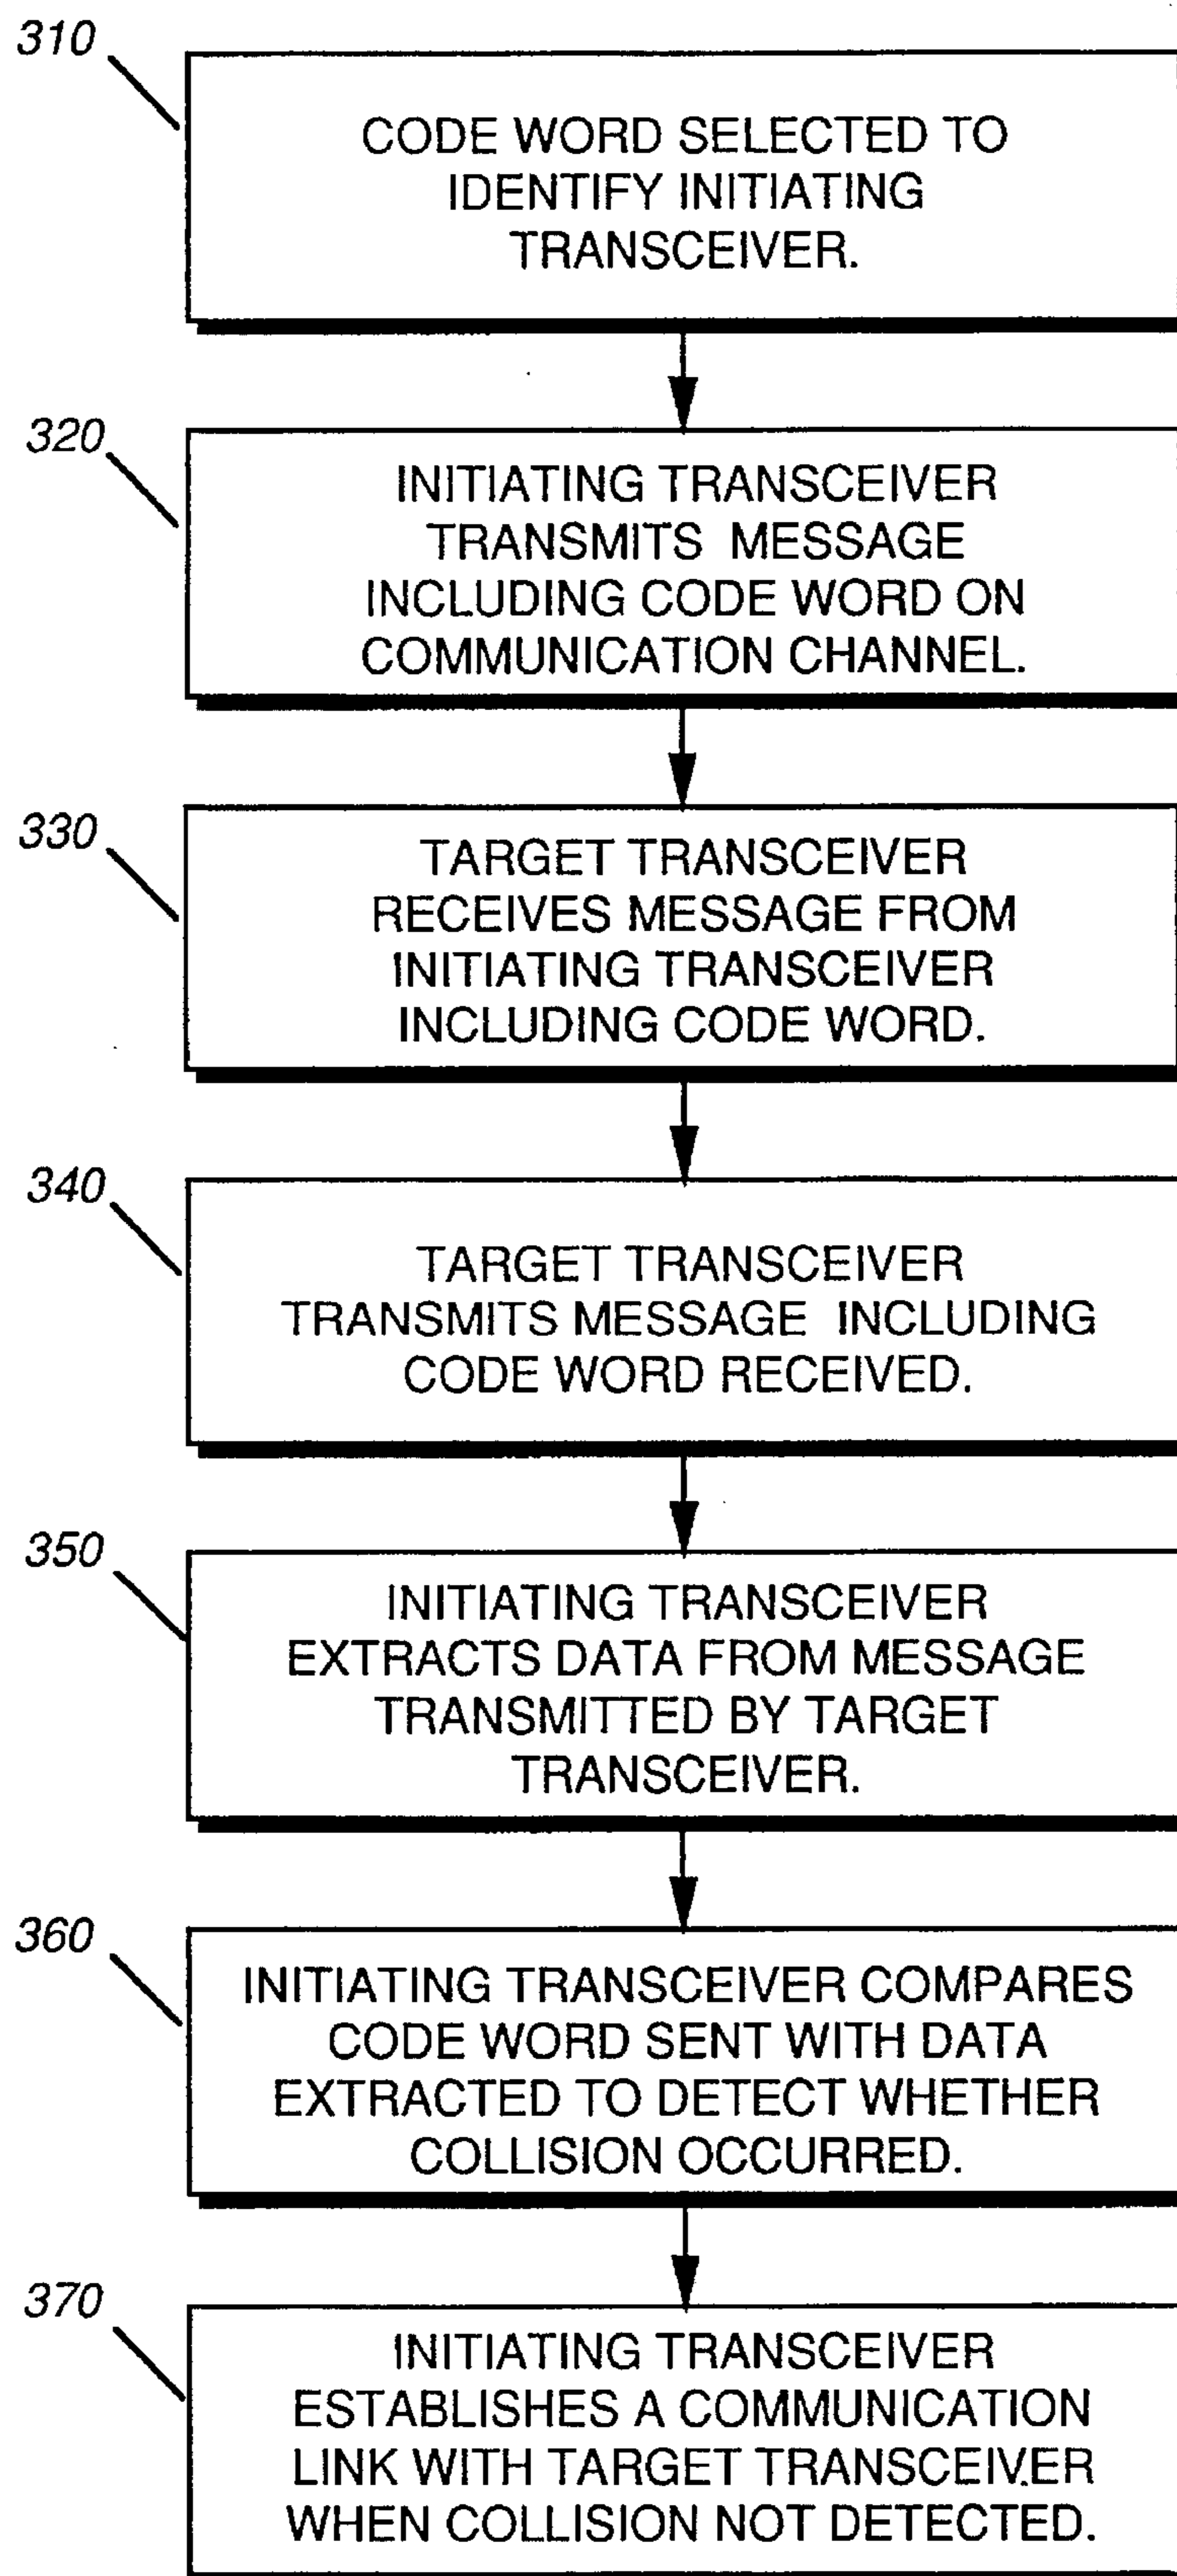 310
CODE WORD SELECTED TO
IDENTIFY INITIATING
TRANSCEIVER.
320
INITIATING TRANSCEIVER
TRANSMITS MESSAGE
INCLUDING CODE WORD ON
COMMUNICATION CHANNEL.
330
TARGET TRANSCEIVER
RECEIVES MESSAGE FROM
INITIATING TRANSCEIVER
INCLUDING CODE WORD.
340
TARGET TRANSCEIVER
TRANSMITS MESSAGE INCLUDING
CODE WORD RECEIVED.
350
INITIATING TRANSCEIVER
EXTRACTS DATA FROM MESSAGE
TRANSMITTED BY TARGET
TRANSCEIVER.
360
INITIATING TRANSCEIVER COMPARES
CODE WORD SENT WITH DATA
EXTRACTED TO DETECT WHETHER
COLLISION OCCURRED.
370
INITIATING TRANSCEIVER
ESTABLISHES A COMMUNICATION
LINK WITH TARGET TRANSCEIVER
WHEN COLLISION NOT DETECTED.